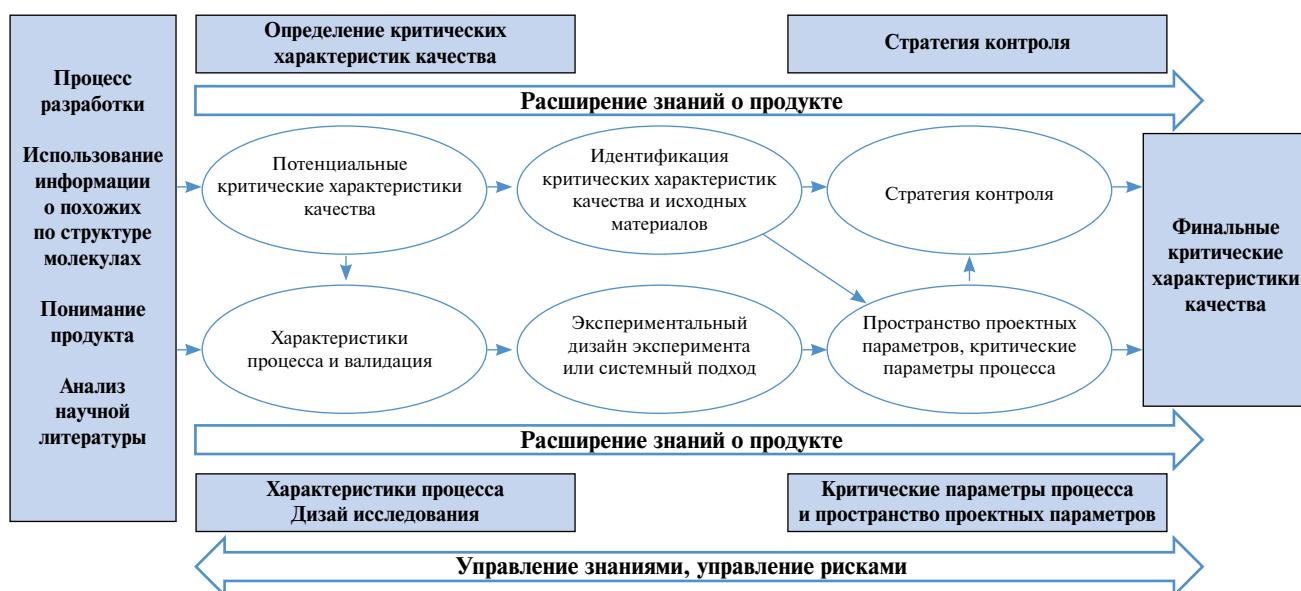 Процесс
разработки
Использование
информации
о похожих
по структуре
молекулах
Понимание
продукта
Анализ
научной
литературы
Определение критических
характеристик качества
Стратегия контроля
Расширение знаний о продукте
Потенциальные
критические характеристики
качества
Идентификация
критических характеристик
качества и исходных
материалов
Стратегия контроля
Характеристики
процесса и валидация
Экспериментальный
дизайн эксперимента
или системный подход
Пространство проектных
параметров, критические
параметры процесса
Финальные
критические
характеристики
качества
Расширение знаний о продукте
Характеристики процесса
Дизай исследования
Критические параметры процесса
и пространство проектных параметров
Управление знаниями, управление рисками